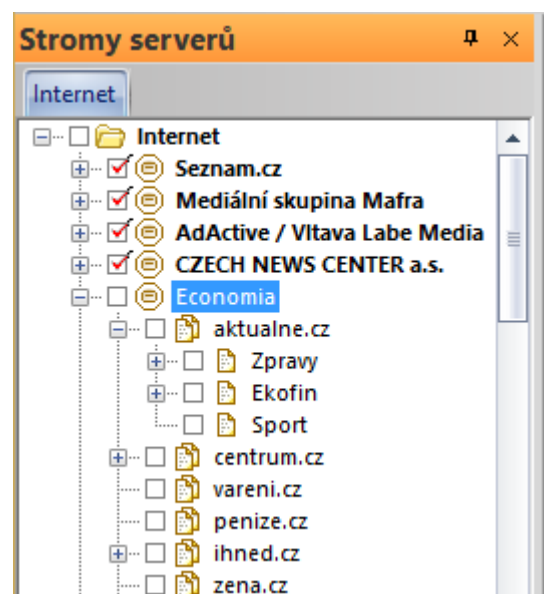 Stromy serverů
Internet
Internet
Seznam.cz
Mediální skupina Mafra
AdActive / Vltava Labe Media
CZECH NEWS CENTER a.s.
Economia
aktualne.cz
Zpravy
Ekofin
Sport
centrum.cz
vareni.cz
penize.cz
ihned.cz
zena.cz